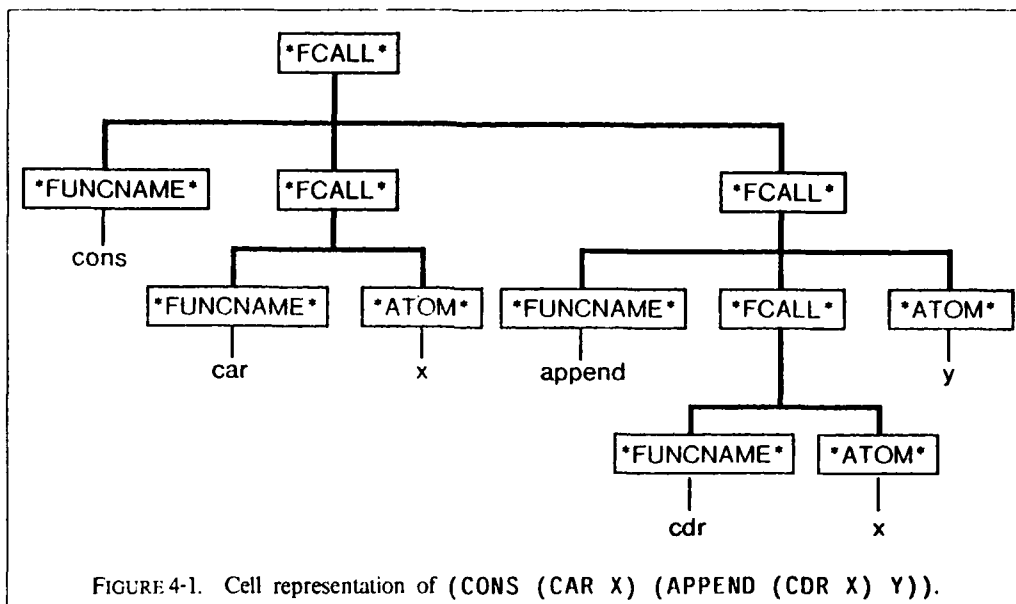 *FCALL*
*FUNCNAME* *FCALL* *FCALL*
cons
*FUNCNAME* *ATOM* *FUNCNAME* *FCALL* *ATOM*
car x append y
*FUNCNAME* *ATOM*
cdr x
FIGURE 4-1. Cell representation of (CONS (CAR X) (APPEND (CDR X) Y)).